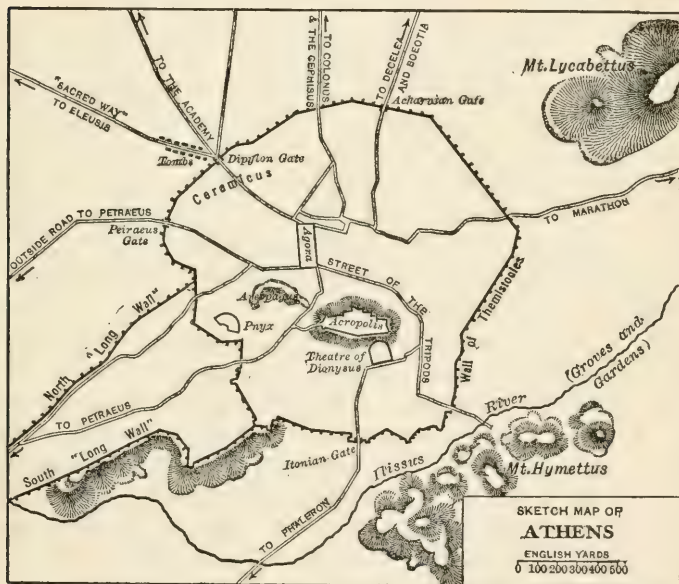 TO COLONUS
& THE CEPHISUS
TO DECELEA
AND BOEOTIA
TO THE ACADEMY
"SACRED WAY"
TO ELEUSIS
Mt. Lycabettus
Acharnian Gate
Tombs
Dipylon Gate
Ceramicus
OUTSIDE ROAD TO PETRAEUS
Peiraeus
Gate
TO MARATHON
Agora
STREET OF THE
TRIPODS
Areopagus
Pnyx
Acropolis
Theatre of
Dionysus
Wall of Themistocles
North "Long Wall"
TO PETRAEUS
South "Long Wall"
Itonian Gate
TO PHALERON
River
Ilissus
(Groves and
Gardens)
Mt. Hymettus
SKETCH MAP OF
ATHENS
ENGLISH YARDS
0 100 200 300 400 500